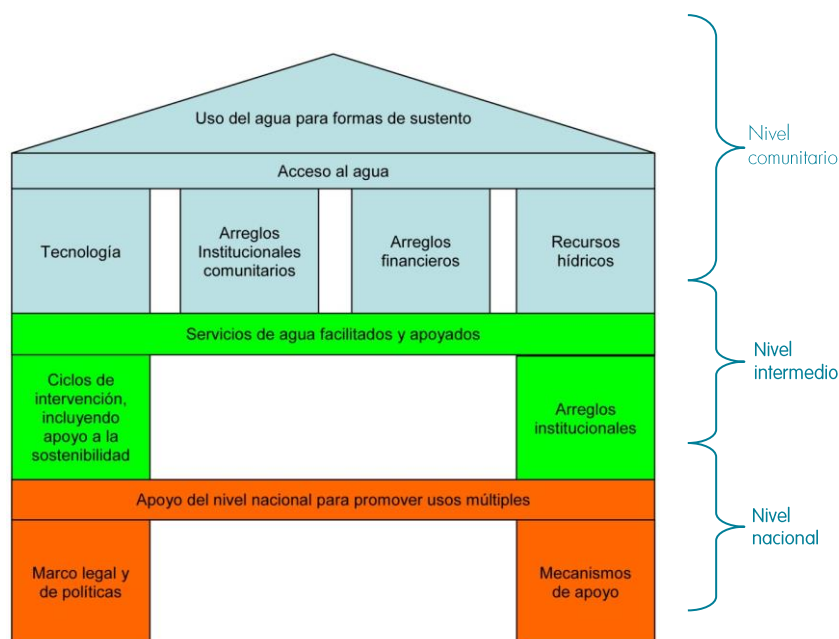 Uso del agua para formas de sustento
Acceso al agua
Tecnología
Arreglos
Institucionales
comunitarios
Arreglos
financieros
Recursos
hídricos
Nivel
comunitario
Servicios de agua facilitados y apoyados
Ciclos de
intervención,
incluyendo
apoyo a la
sostenibilidad
Arreglos
institucionales
Nivel
intermedio
Apoyo del nivel nacional para promover usos múltiples
Marco legal y
de políticas
Mecanismos
de apoyo
Nivel
nacional